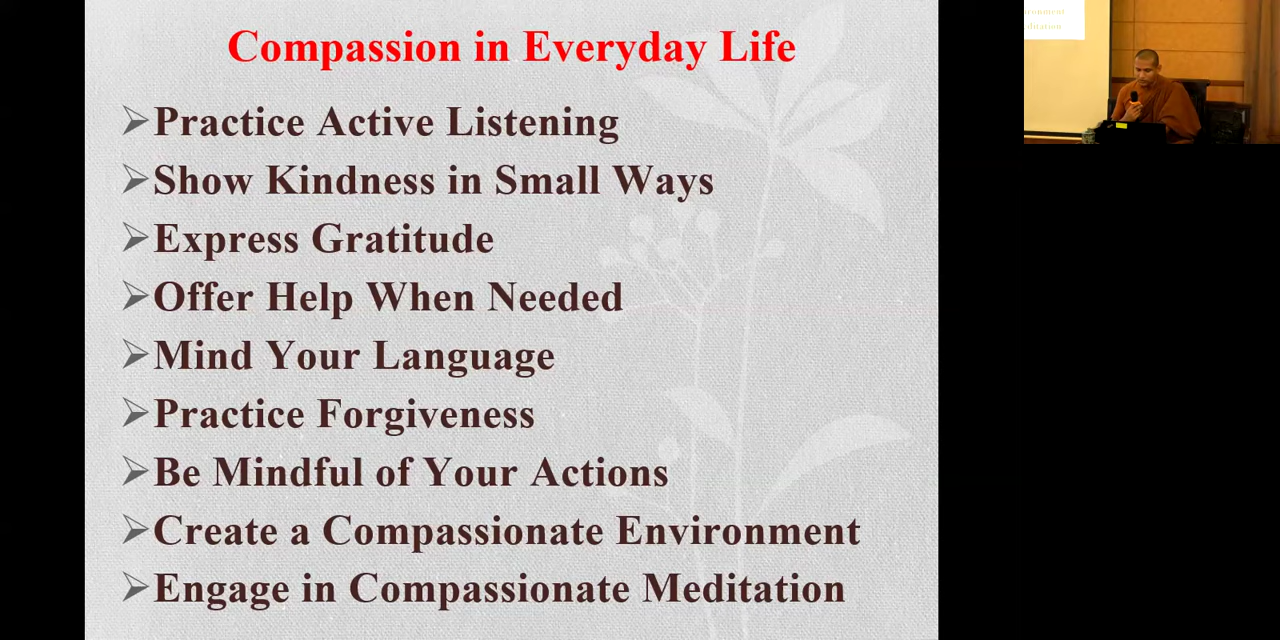 Compassion in Everyday Life
➢Practice Active Listening
➢Show Kindness in Small Ways
➢Express Gratitude
➢Offer Help When Needed
➢Mind Your Language
➢Practice Forgiveness
➢Be Mindful of Your Actions
➢Create a Compassionate Environment
➢Engage in Compassionate Meditation